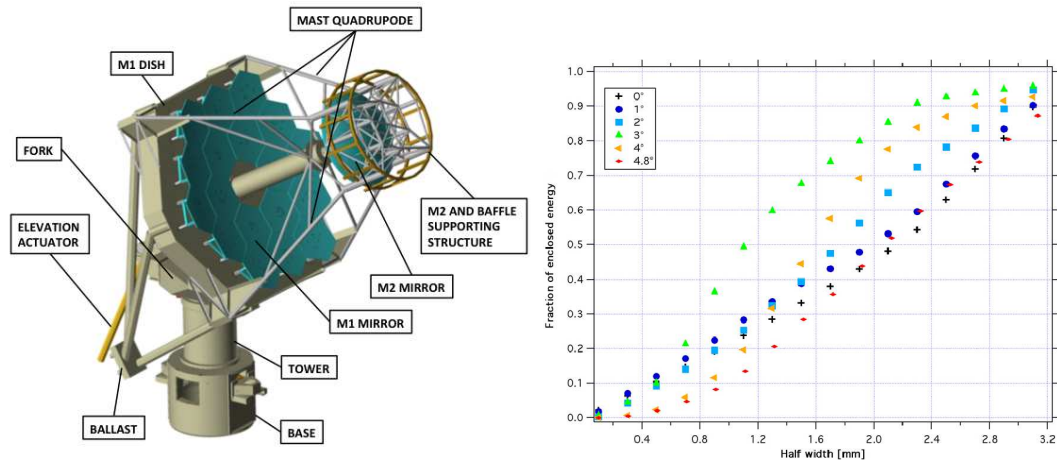 MAST QUADRUPODE
M1 DISH
FORK
ELEVATION
ACTUATOR
M2 AND BAFFLE
SUPPORTING
STRUCTURE
M2 MIRROR
M1 MIRROR
TOWER
BALLAST
BASE
Fraction of enclosed energy
1.0
0.9
0.8
0.7
0.6
0.5
0.4
0.3
0.2
0.1
0.0
0°
1°
2°
3°
4°
4.8°
0.4 0.8 1.2 1.6 2.0 2.4 2.8 3.2
Half width [mm]